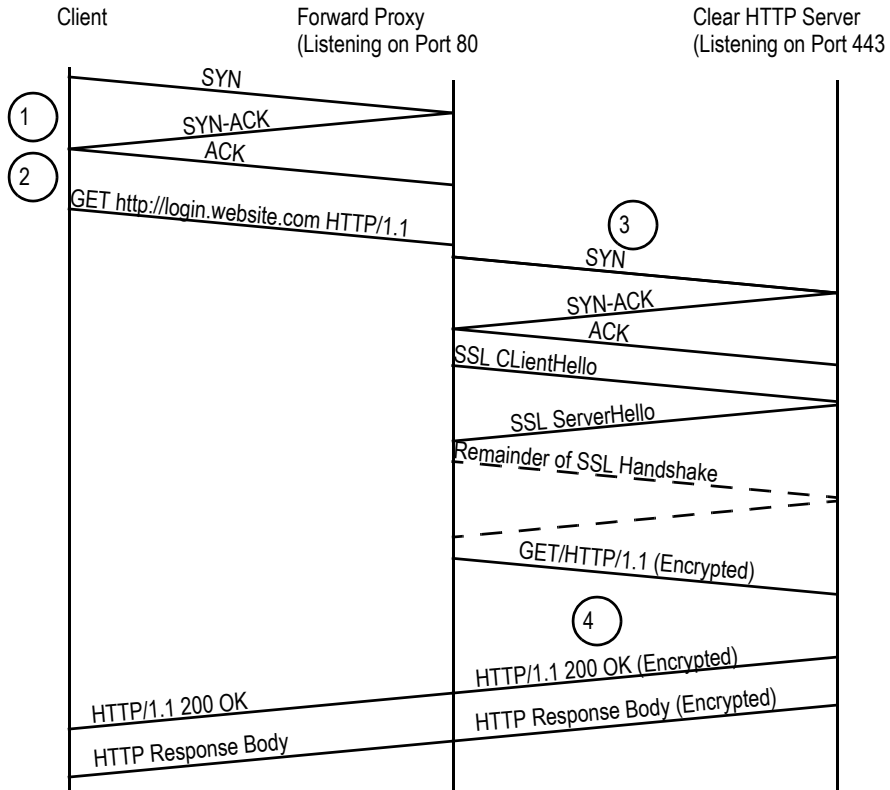 Client
Forward Proxy
(Listening on Port 80
Clear HTTP Server
(Listening on Port 443
SYN
1
SYN-ACK
ACK
2
GET http://login.website.com HTTP/1.1
3
SYN
SYN-ACK
ACK
SSL CLientHello
SSL ServerHello
Remainder of SSL Handshake
GET/HTTP/1.1 (Encrypted)
4
HTTP/1.1 200 OK (Encrypted)
HTTP/1.1 200 OK
HTTP Response Body (Encrypted)
HTTP Response Body